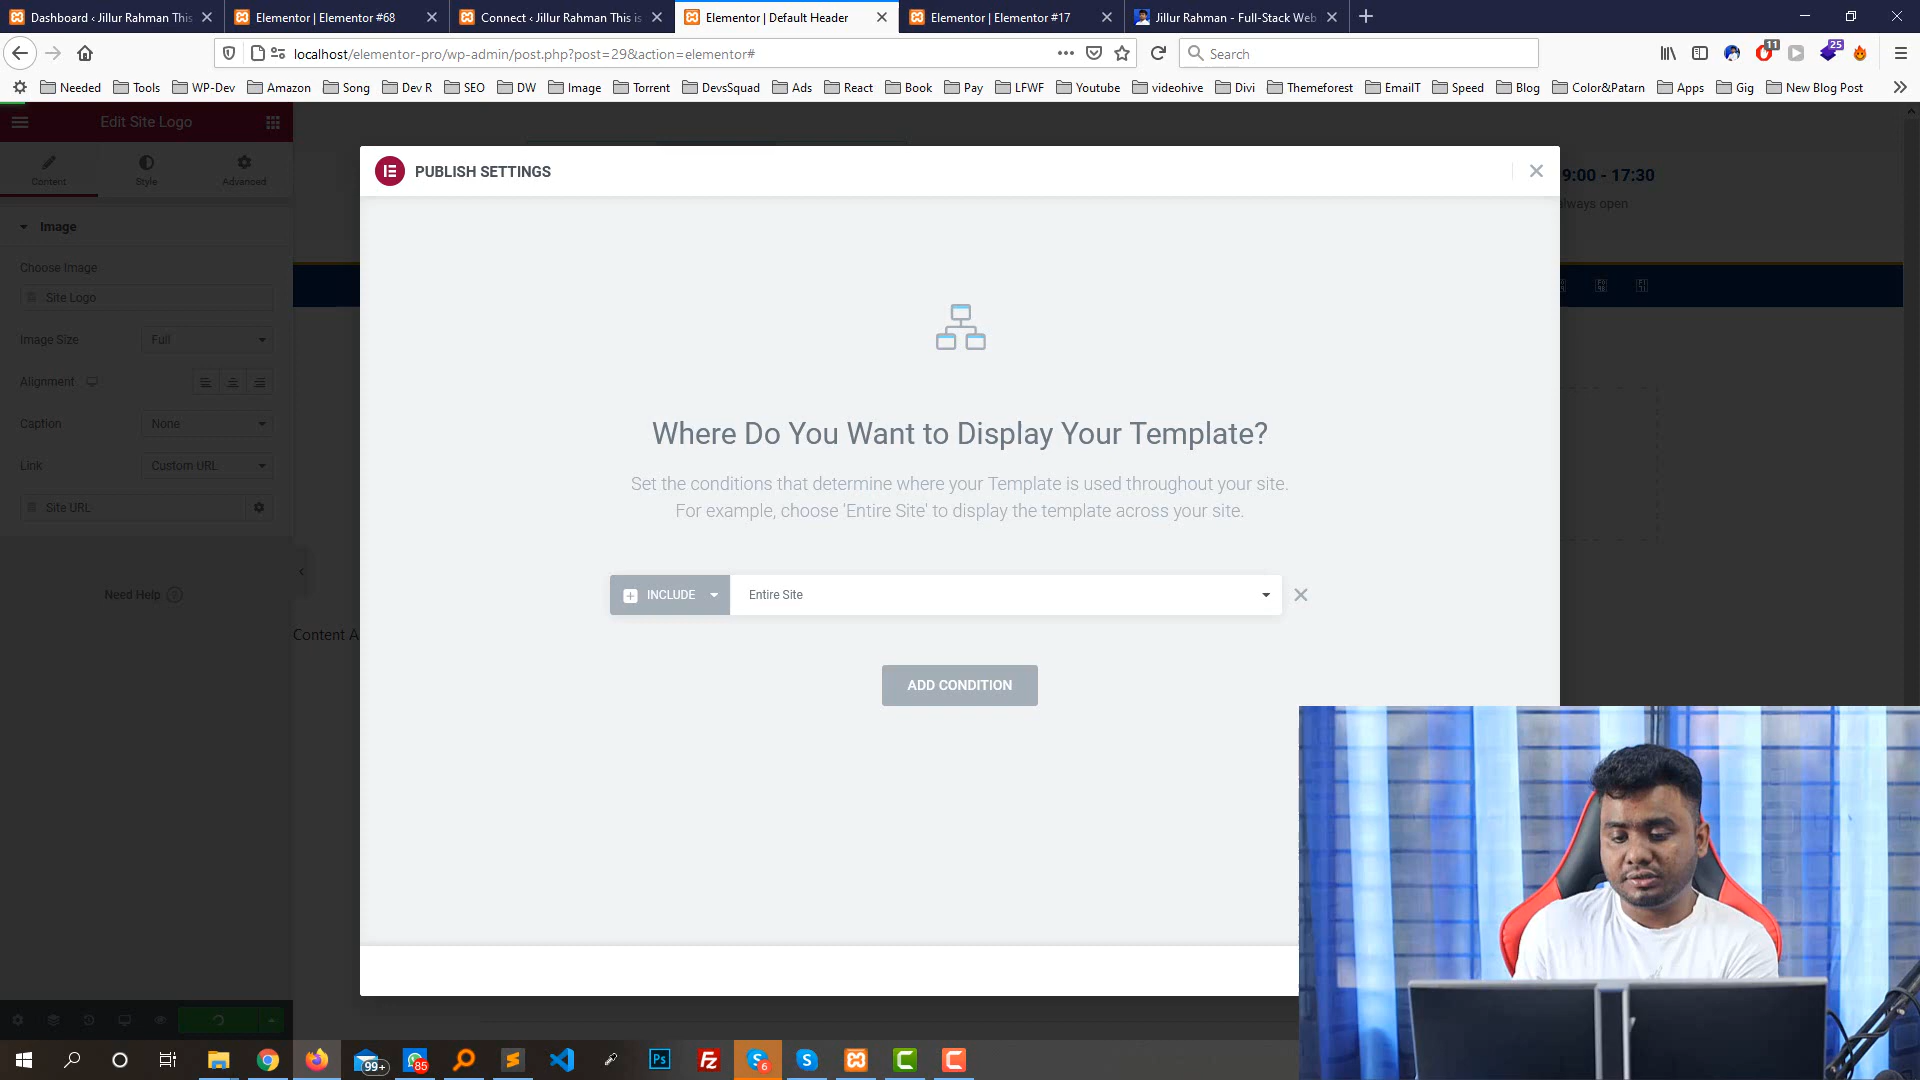 Dashboard ‹ Jillur Rahman This
Elementor | Elementor #68
Connect ‹ Jillur Rahman This is
Elementor | Default Header
Elementor | Elementor #17
Jillur Rahman - Full-Stack Web
localhost/elementor-pro/wp-admin/post.php?post=29&action=elementor#
Search
11
25
Needed
Tools
WP-Dev
Amazon
Song
Dev R
SEO
DW
Image
Torrent
DevsSquad
Ads
React
Book
Pay
LFWF
Youtube
videohive
Divi
Themeforest
EmailT
Speed
Blog
Color&Patarn
Apps
Gig
New Blog Post
Edit Site Logo
Content
Style
Advanced
Image
Choose Image
Site Logo
Image Size
Full
Alignment
Caption
None
Link
Custom URL
Site URL
Need Help
Content A
PUBLISH SETTINGS
9:00 - 17:30
always open
Where Do You Want to Display Your Template?
Set the conditions that determine where your Template is used throughout your site.
For example, choose 'Entire Site' to display the template across your site.
INCLUDE
Entire Site
ADD CONDITION
99+
85
Ps
6